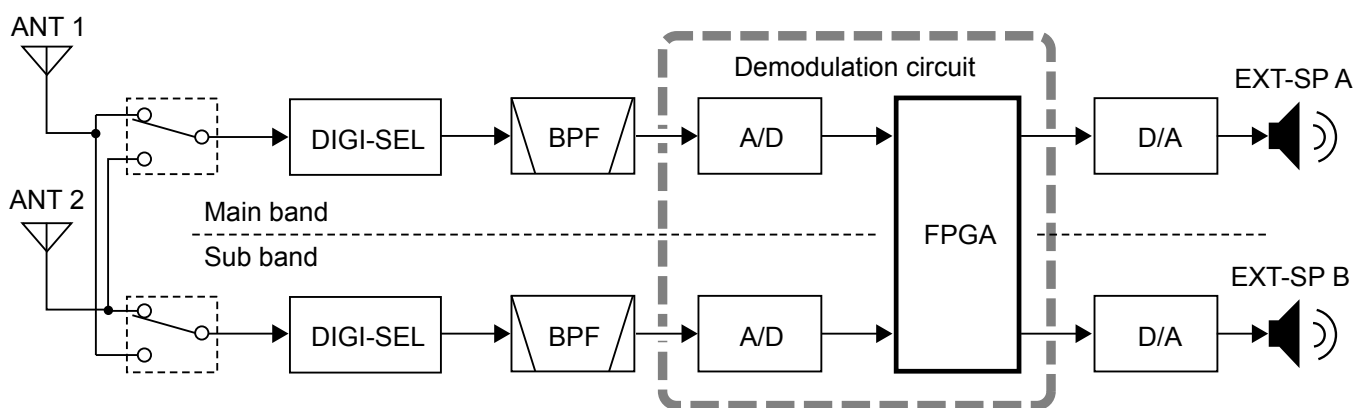 ANT 1
Demodulation circuit
EXT-SP A
DIGI-SEL
BPF
A/D
D/A
ANT 2
Main band
FPGA
Sub band
EXT-SP B
DIGI-SEL
BPF
A/D
D/A